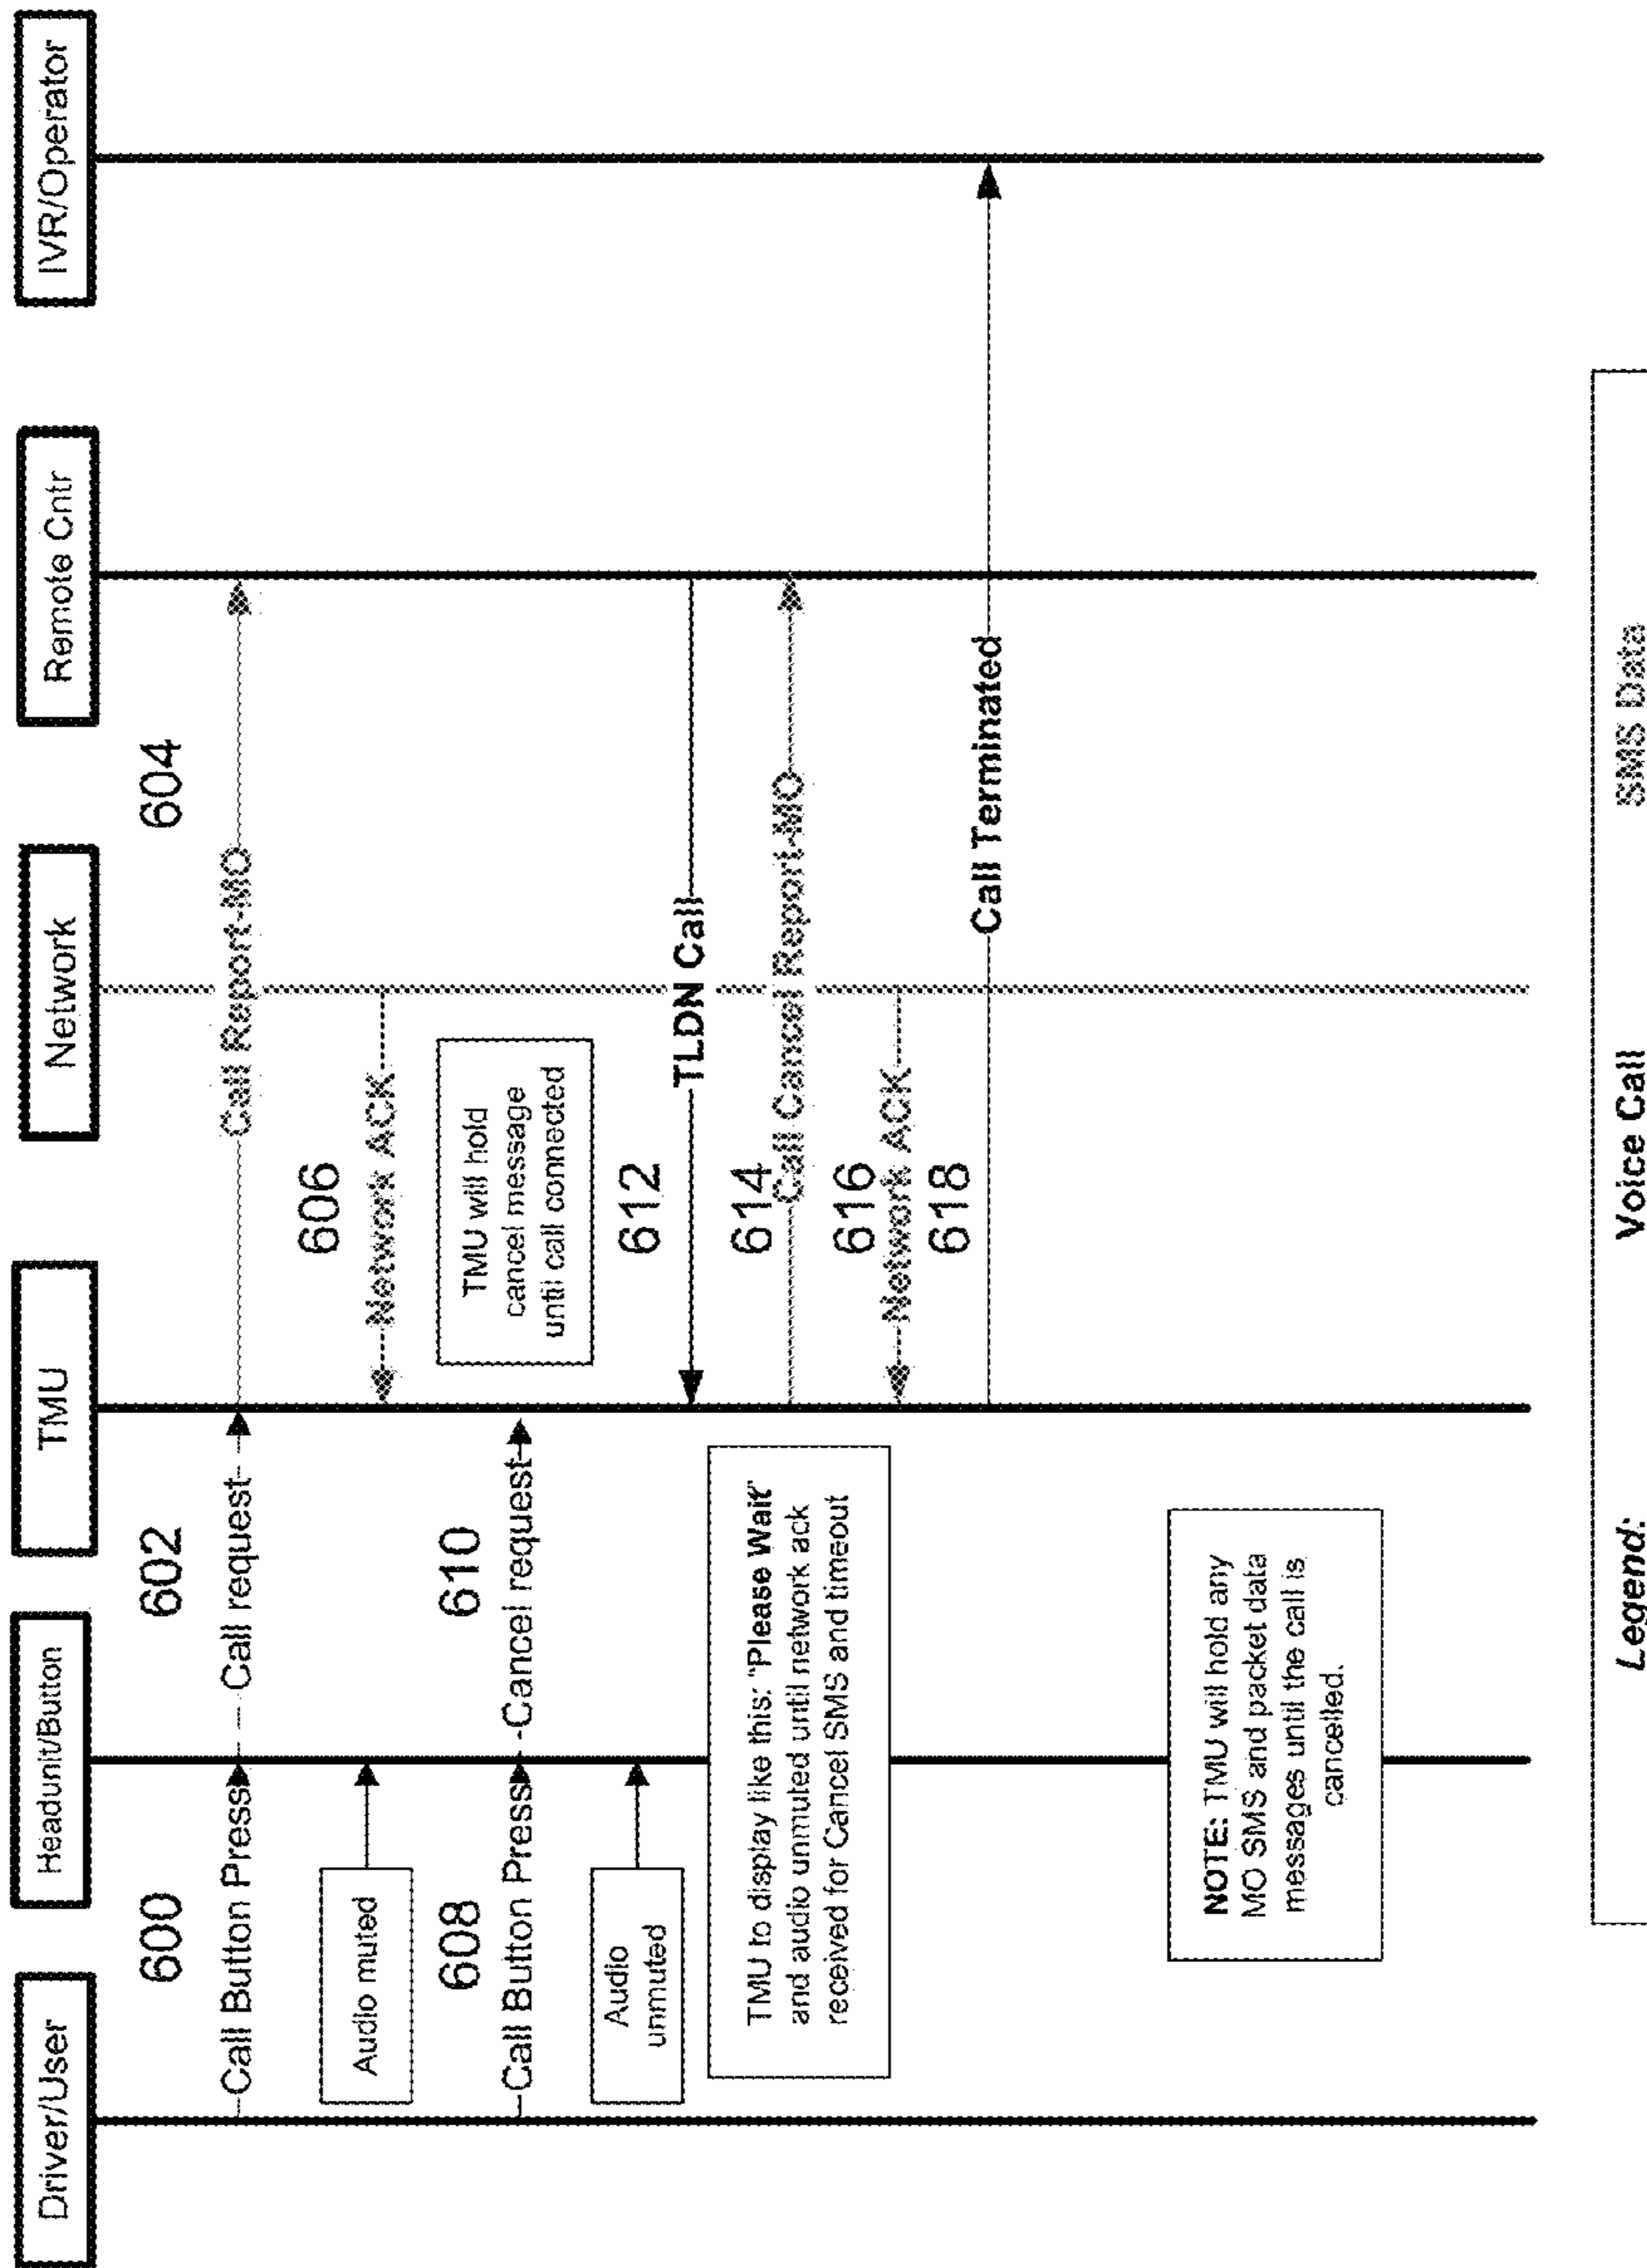 Driver/User
Headunit/Button
TMU
Network
Remote Cntr
IVR/Operator
600
602
604
Call Button Press
Call request
Call Report-MO
606
Audio muted
Network ACK
608
610
Call Button Press
Cancel request
TMU will hold
cancel message
until call connected
Audio
unmuted
612
TLDN Call
TMU to display like this: "Please Wait"
and audio unmuted until network ack
received for Cancel SMS and timeout
614
Call Cancel Report-MO
616
Network ACK
618
Call Terminated
NOTE: TMU will hold any
MO SMS and packet data
messages until the call is
cancelled.
Legend:
Voice Call
SMS Data